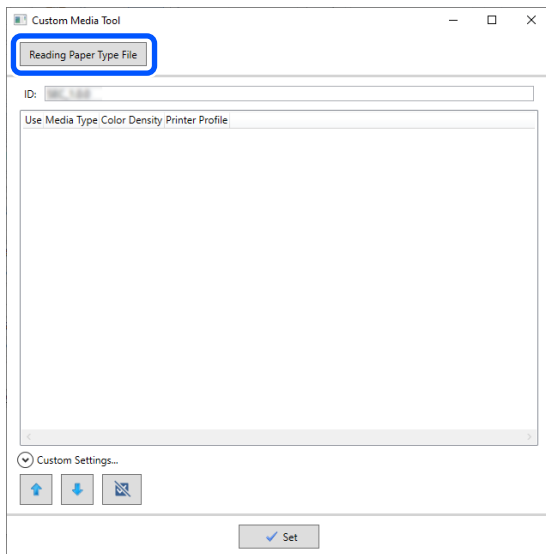 Custom Media Tool
Reading Paper Type File
ID:
Use Media Type Color Density Printer Profile
Custom Settings...
Set